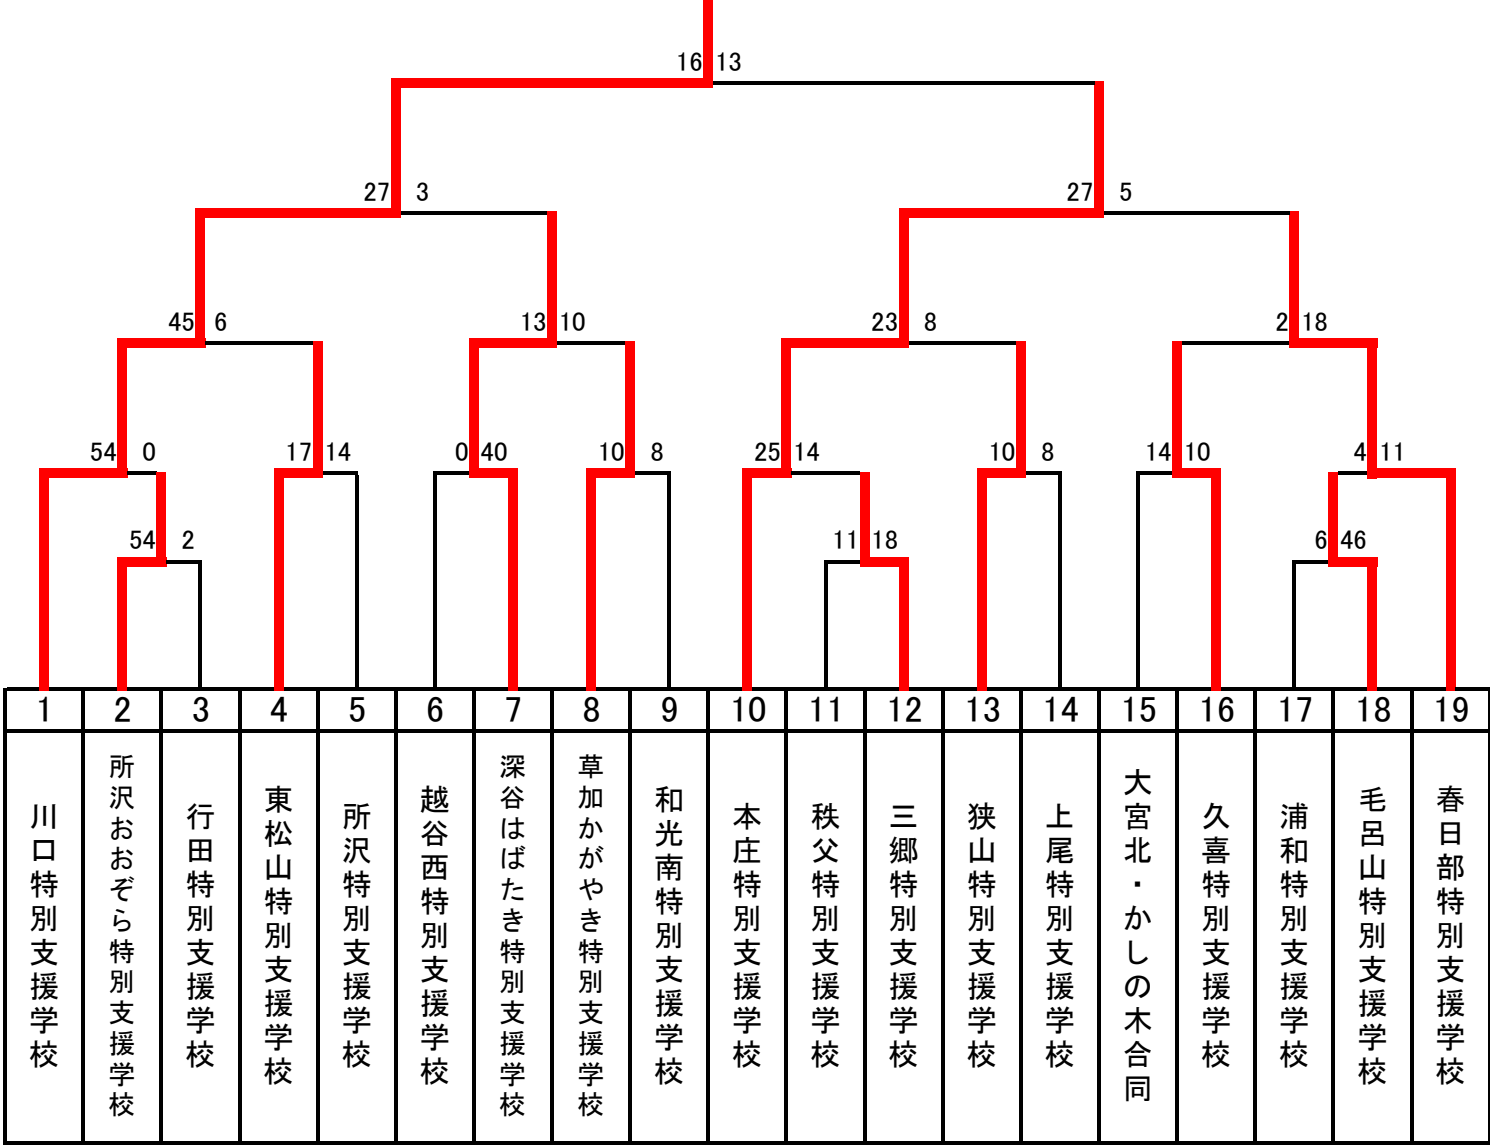 16 13
27 3
27 5
45 6
13 10
23 8
2 18
54 0
17 14
0 40
10 8
25 14
10 8
14 10
4 11
54 2
11 18
6 46
1 2 3 4 5 6 7 8 9 10 11 12 13 14 15 16 17 18 19
川口特別支援学校
所沢おおぞら特別支援学校
行田特別支援学校
東松山特別支援学校
所沢特別支援学校
越谷西特別支援学校
深谷はばたき特別支援学校
草加かがやき特別支援学校
和光南特別支援学校
本庄特別支援学校
秩父特別支援学校
三郷特別支援学校
狭山特別支援学校
上尾特別支援学校
大宮北・かしの木合同
久喜特別支援学校
浦和特別支援学校
毛呂山特別支援学校
春日部特別支援学校